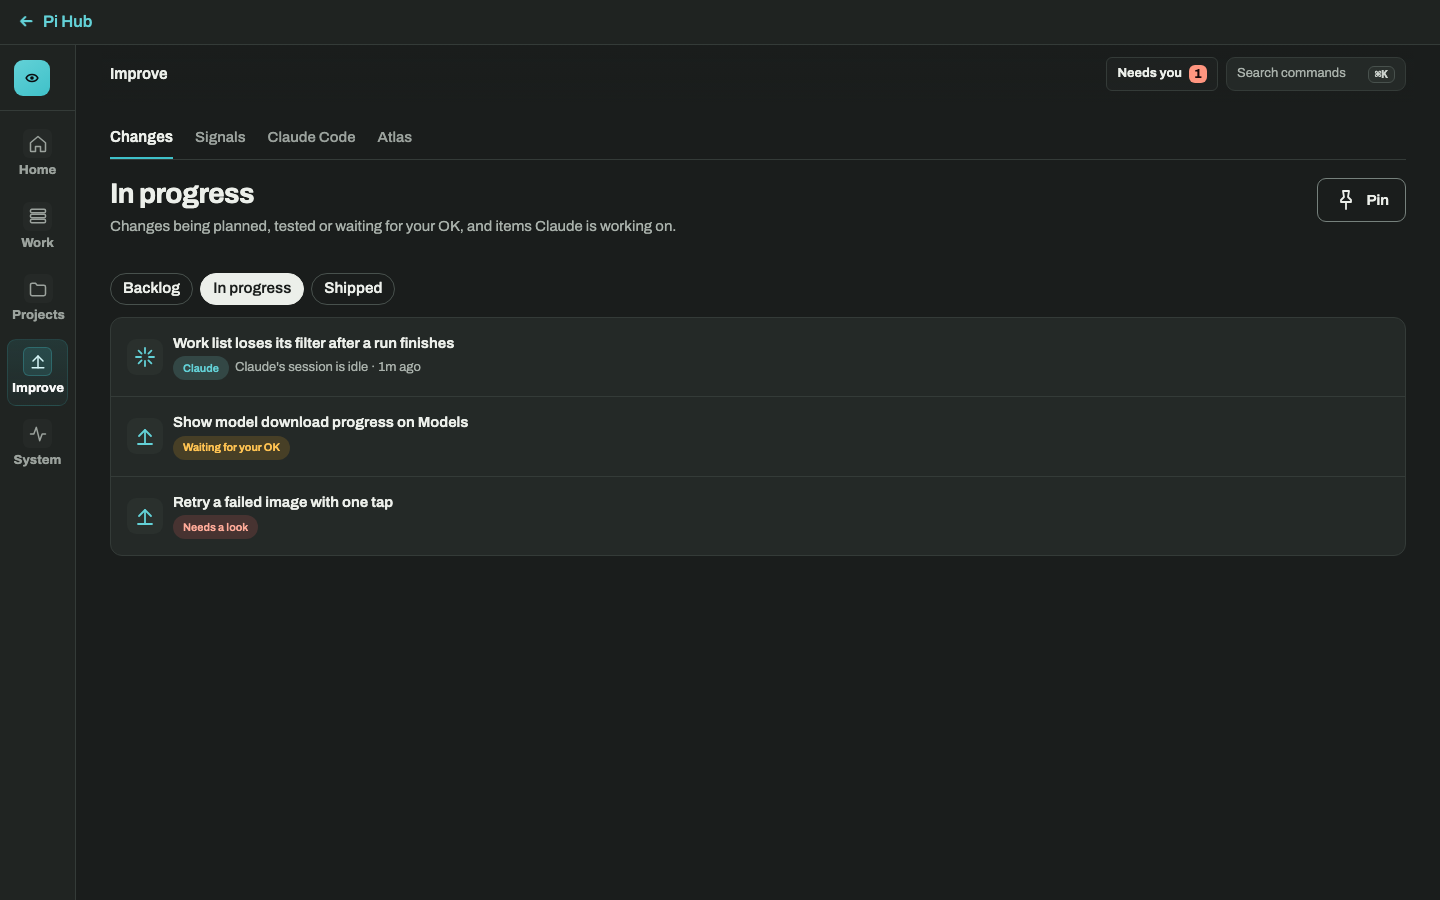 Pi Hub
Improve
Needs you 1
Search commands ⌘K
Home
Work
Projects
Improve
System
Changes Signals Claude Code Atlas
In progress
Changes being planned, tested or waiting for your OK, and items Claude is working on.
Pin
Backlog In progress Shipped
Work list loses its filter after a run finishes
Claude Claude's session is idle · 1m ago
Show model download progress on Models
Waiting for your OK
Retry a failed image with one tap
Needs a look